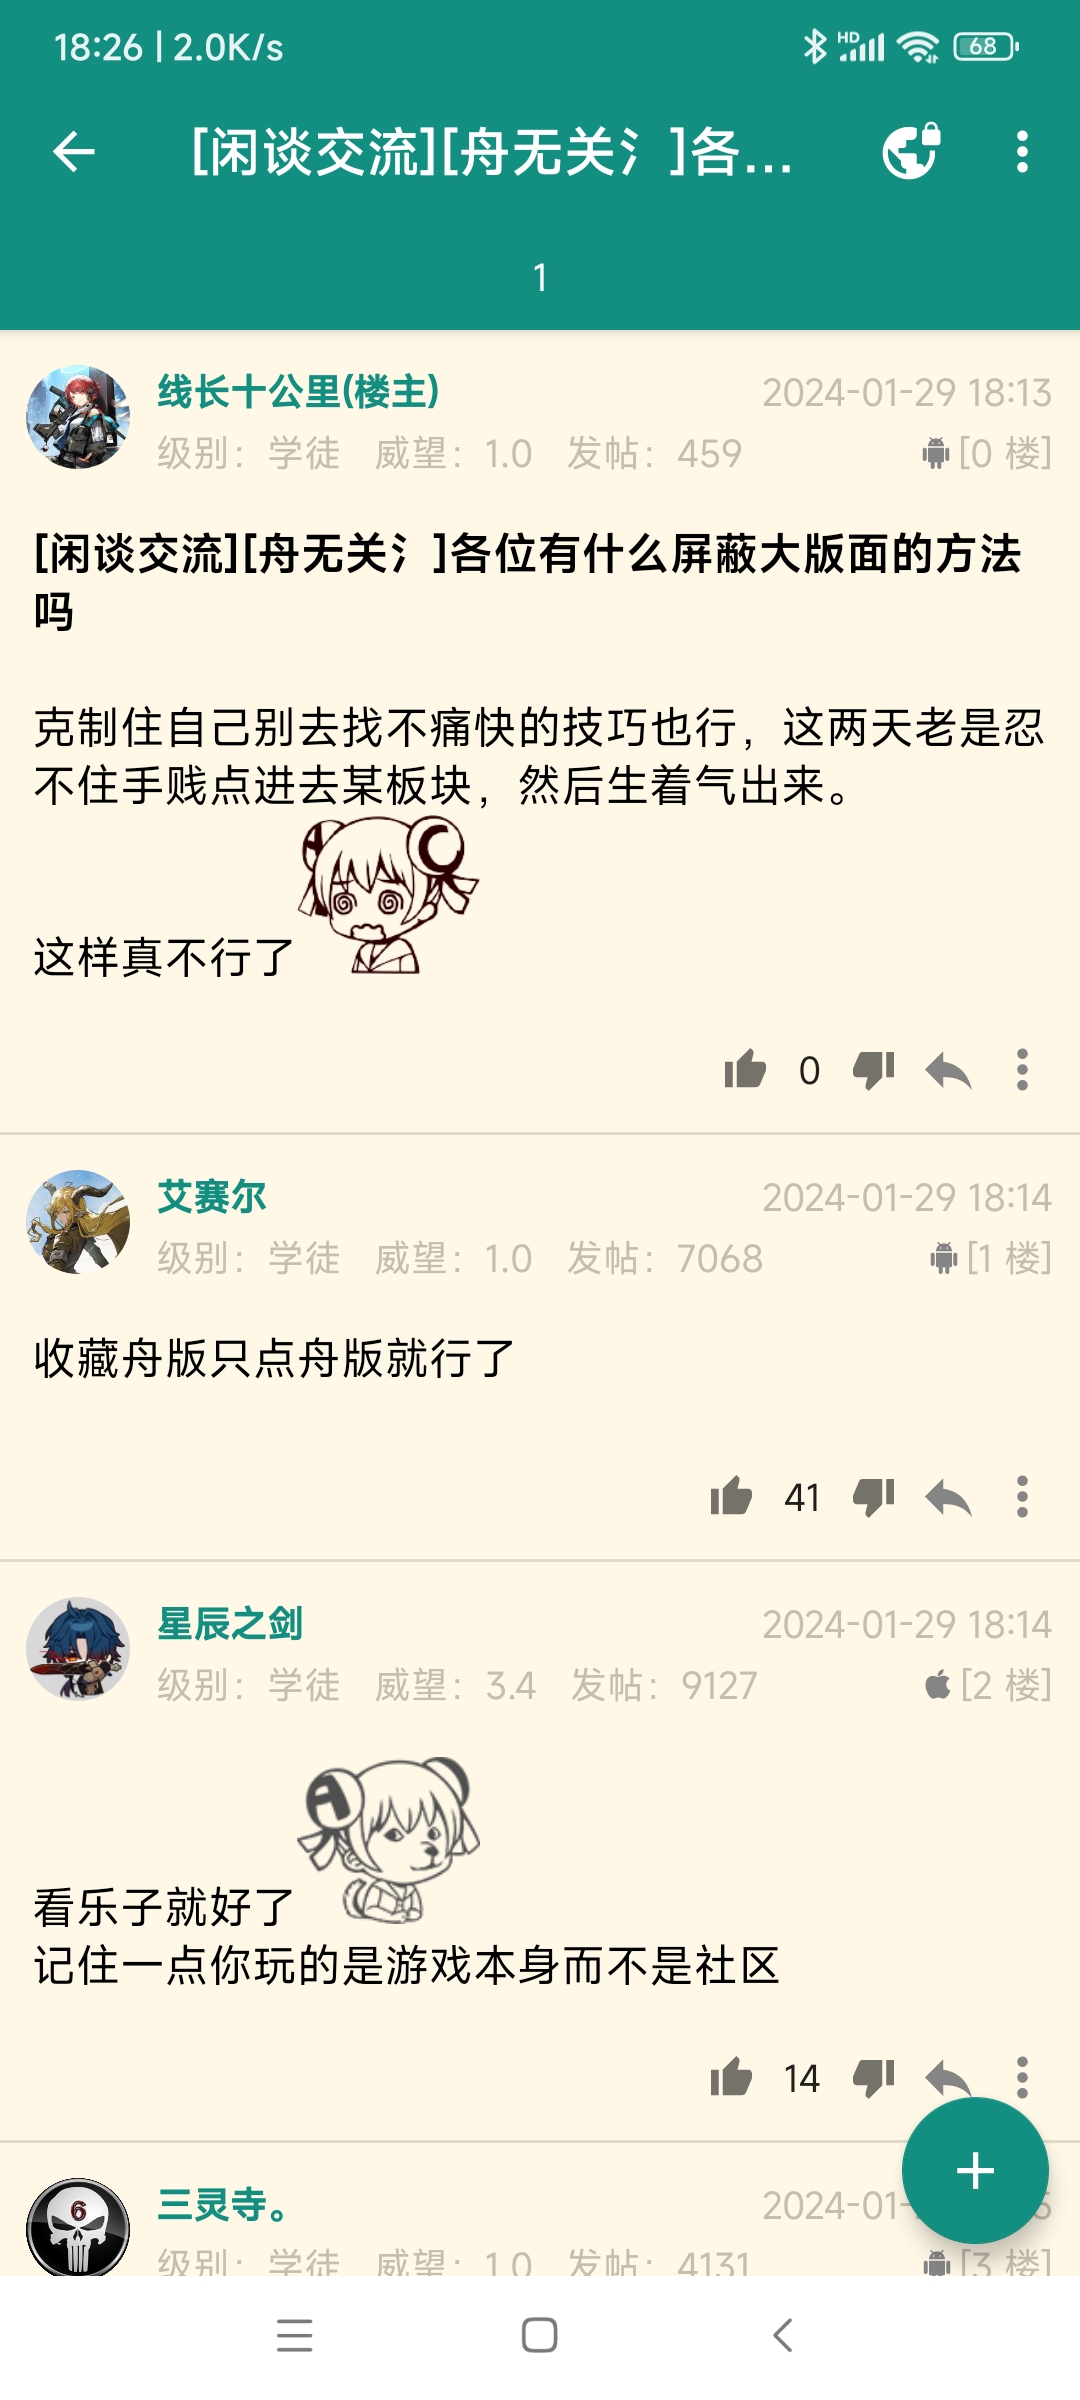 18:26 | 2.0K/s
HD
68
[闲谈交流][舟无关氵]各...
1
线长十公里(楼主)
2024-01-29 18:13
级别：学徒 威望：1.0 发帖：459
[0 楼]
[闲谈交流][舟无关氵]各位有什么屏蔽大版面的方法
吗
克制住自己别去找不痛快的技巧也行，这两天老是忍
不住手贱点进去某板块，然后生着气出来。
这样真不行了
0
艾赛尔
2024-01-29 18:14
级别：学徒 威望：1.0 发帖：7068
[1 楼]
收藏舟版只点舟版就行了
41
星辰之剑
2024-01-29 18:14
级别：学徒 威望：3.4 发帖：9127
[2 楼]
看乐子就好了
记住一点你玩的是游戏本身而不是社区
14
三灵寺。
2024-01-
5
级别：学徒 威望：1.0 发帖：4131
[3 楼]
6